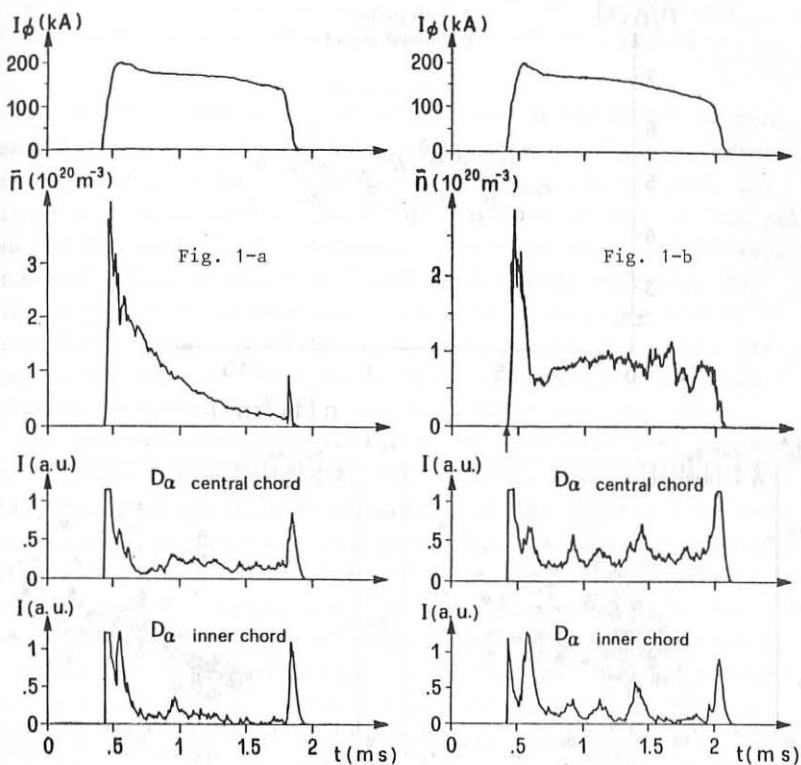 I_ϕ (kA)
200
100
0
n̄ (10²⁰m⁻³)
Fig. 1-a
3
2
1
0
I (a.u.)
Dα central chord
1
.5
0
I (a.u.)
Dα inner chord
1
.5
0
0 .5 1 1.5 2 t(ms)
I_ϕ (kA)
200
100
0
n̄ (10²⁰m⁻³)
Fig. 1-b
2
1
0
I (a.u.)
Dα central chord
1
.5
0
I (a.u.)
Dα inner chord
1
.5
0
0 .5 1 1.5 2 t(ms)